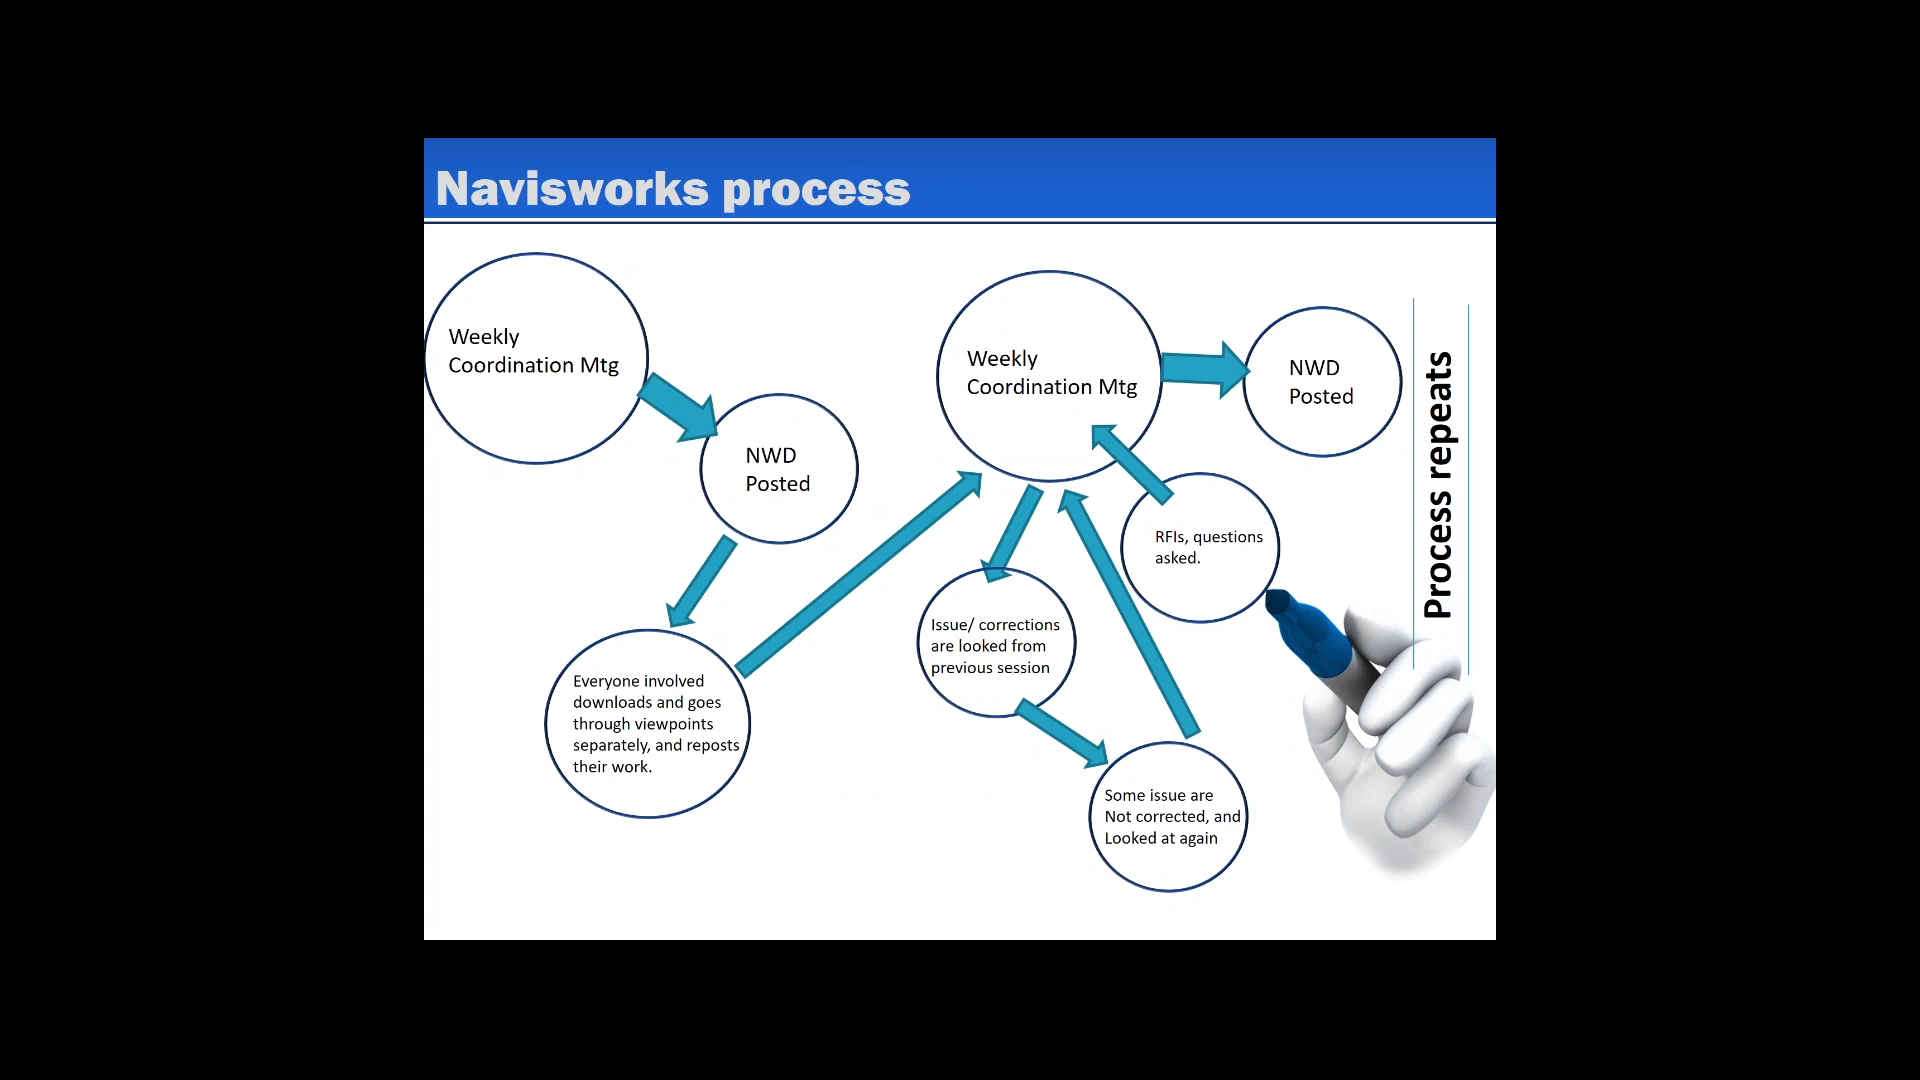 Navisworks process
Weekly
Coordination Mtg
NWD
Posted
Everyone involved
downloads and goes
through viewpoints
separately, and reposts
their work.
Weekly
Coordination Mtg
Issue/ corrections
are looked from
previous session
Some issue are
Not corrected, and
Looked at again
RFIs, questions
asked.
NWD
Posted
Process repeats